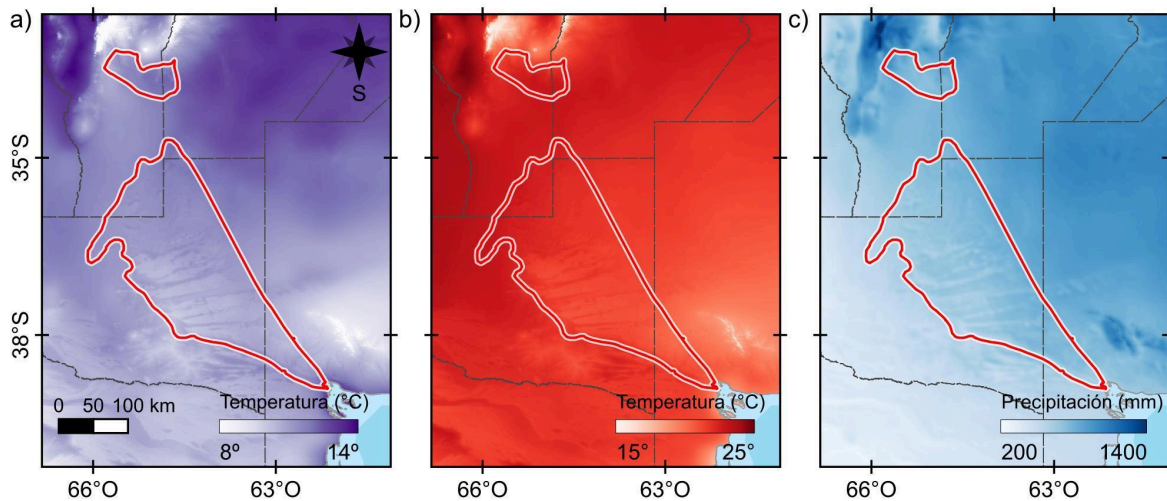 a)
b)
c)
S
35°S
38°S
0 50 100 km
Temperatura (°C)
8° 14º
Temperatura (°C)
15° 25°
Precipitación (mm)
200 1400
66°O 63°O
66°O 63°O
66°O 63°O